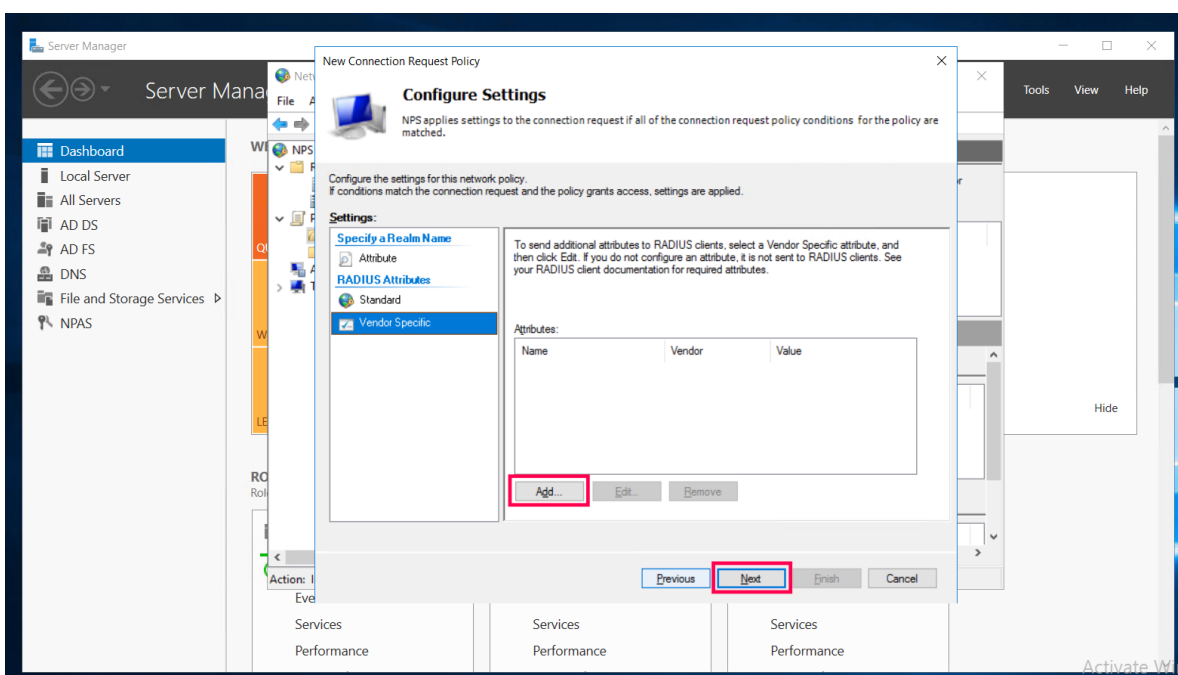 Server Manager
Server Mana
Tools View Help
Dashboard
Local Server
All Servers
AD DS
AD FS
DNS
File and Storage Services
NPAS
Net
File A
NPS
New Connection Request Policy
Configure Settings
NPS applies settings to the connection request if all of the connection request policy conditions for the policy are
matched.
Configure the settings for this network policy.
If conditions match the connection request and the policy grants access, settings are applied.
Settings:
Specify a Realm Name
Attribute
RADIUS Attributes
Standard
Vendor Specific
To send additional attributes to RADIUS clients, select a Vendor Specific attribute, and
then click Edit. If you do not configure an attribute, it is not sent to RADIUS clients. See
your RADIUS client documentation for required attributes.
Attributes:
Name Vendor Value
Add... Edit... Remove
Previous Next Finish Cancel
Hide
Action: I
Eve
Services Services Services
Performance Performance Performance
Activate Wi